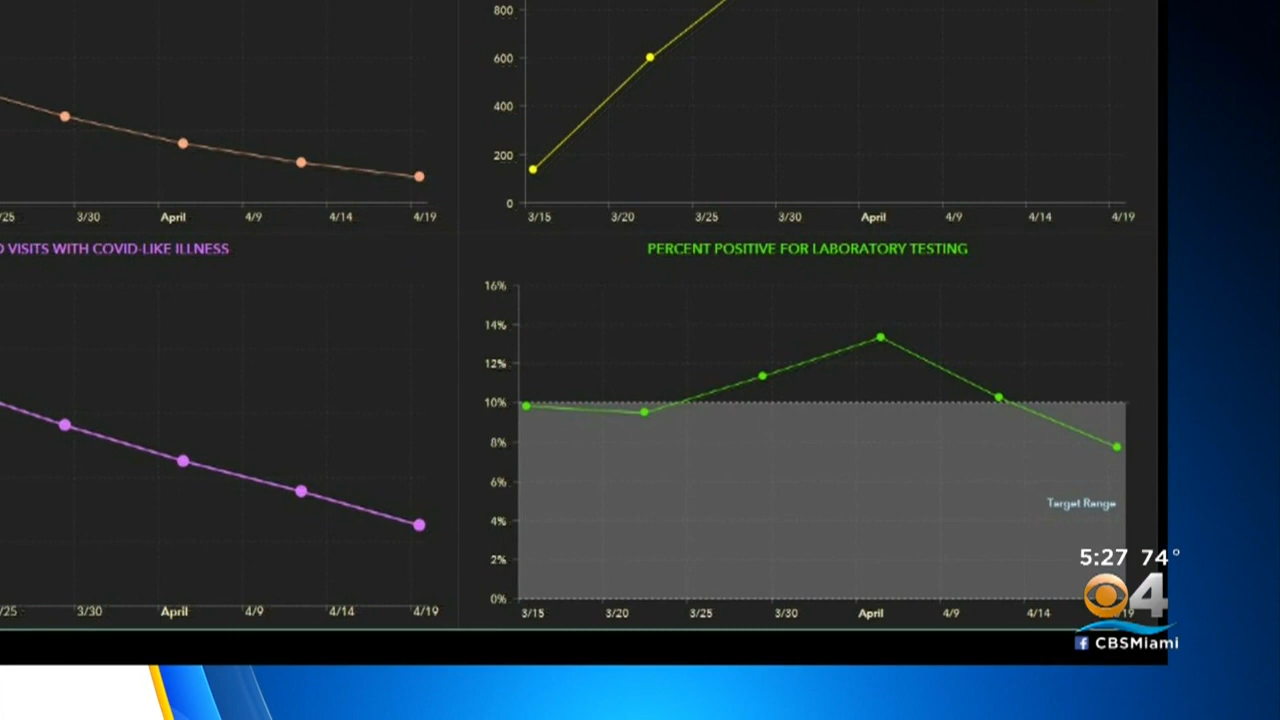 800
600
400
200
0
/25 3/30 April 4/9 4/14 4/19
3/15 3/20 3/25 3/30 April 4/9 4/14 4/19
VISITS WITH COVID-LIKE ILLNESS
PERCENT POSITIVE FOR LABORATORY TESTING
16%
14%
12%
10%
8%
6%
Target Range
4%
2%
0%
/25 3/30 April 4/9 4/14 4/19
3/15 3/20 3/25 3/30 April 4/9 4/14 /19
5:27 74°
4
f CBSMiami